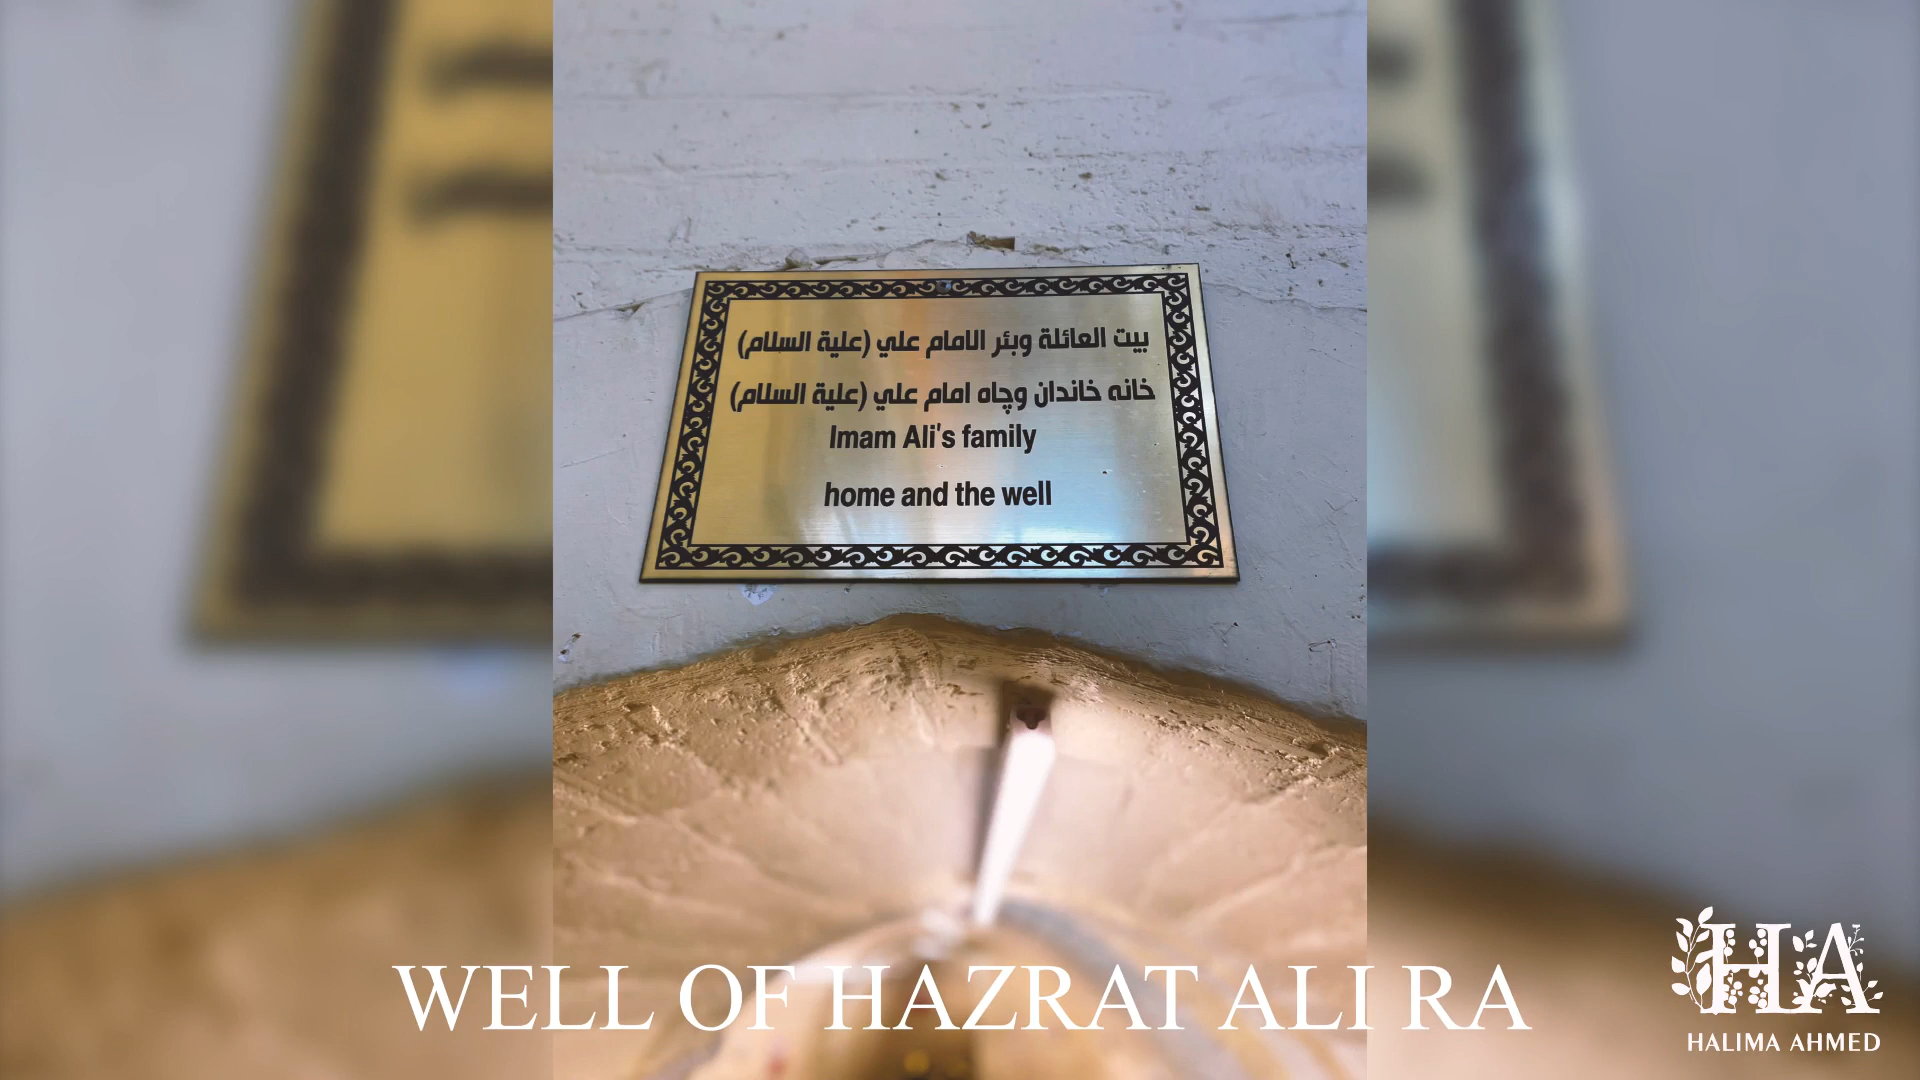 بيت العائلة وبئر الامام علي (علية السلام)
خانه خاندان وچاه امام علي (علية السلام)
Imam Ali's family
home and the well
WELL OF HAZRAT ALI RA
HA
HALIMA AHMED